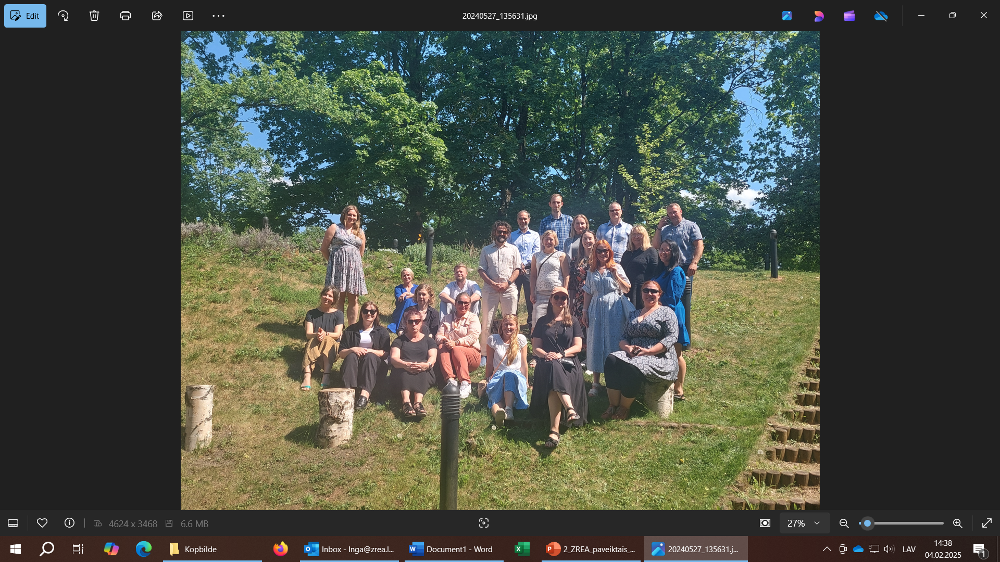 Edit
20240527_135631.jpg
4624 x 3468
6.6 MB
27%
Kopbilde
Inbox - Inga@zrea.l...
Document1 - Word
2_ZREA_paveiktais_...
20240527_135631.j...
LAV
14:38
04.02.2025
1